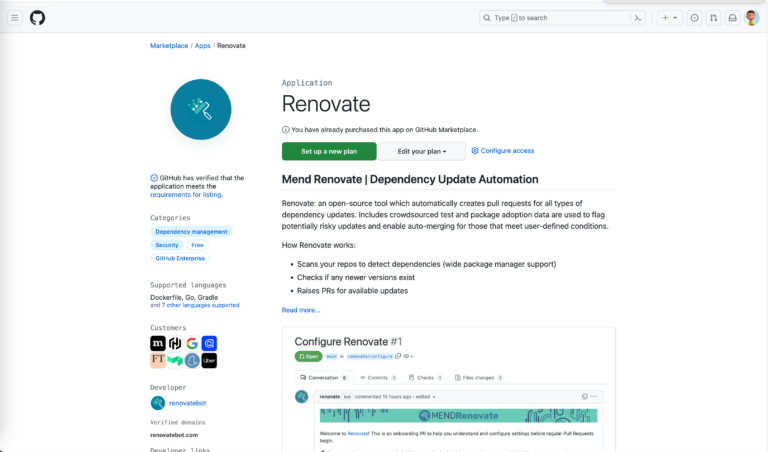 Type / to search
Marketplace / Apps / Renovate
Application
Renovate
You have already purchased this app on GitHub Marketplace.
Set up a new plan
Edit your plan
Configure access
GitHub has verified that the
application meets the
requirements for listing.
Categories
Dependency management
Security
Free
GitHub Enterprise
Supported languages
Dockerfile, Go, Gradle
and 7 other languages supported
Customers
m
G
FT
Uber
Developer
renovatebot
Verified domains
renovatebot.com
Developer links
Mend Renovate | Dependency Update Automation
Renovate: an open-source tool which automatically creates pull requests for all types of
dependency updates. Includes crowdsourced test and package adoption data are used to flag
potentially risky updates and enable auto-merging for those that meet user-defined conditions.
How Renovate works:
• Scans your repos to detect dependencies (wide package manager support)
• Checks if any newer versions exist
• Raises PRs for available updates
Read more...
Configure Renovate #1
Open
main ← renovate/configure
Conversation 6
Commits 1
Checks 1
Files changed 1
renovate bot commented 15 hours ago • edited
MENDRenovate
Welcome to Renovate! This is an onboarding PR to help you understand and configure settings before regular Pull Requests
begin.